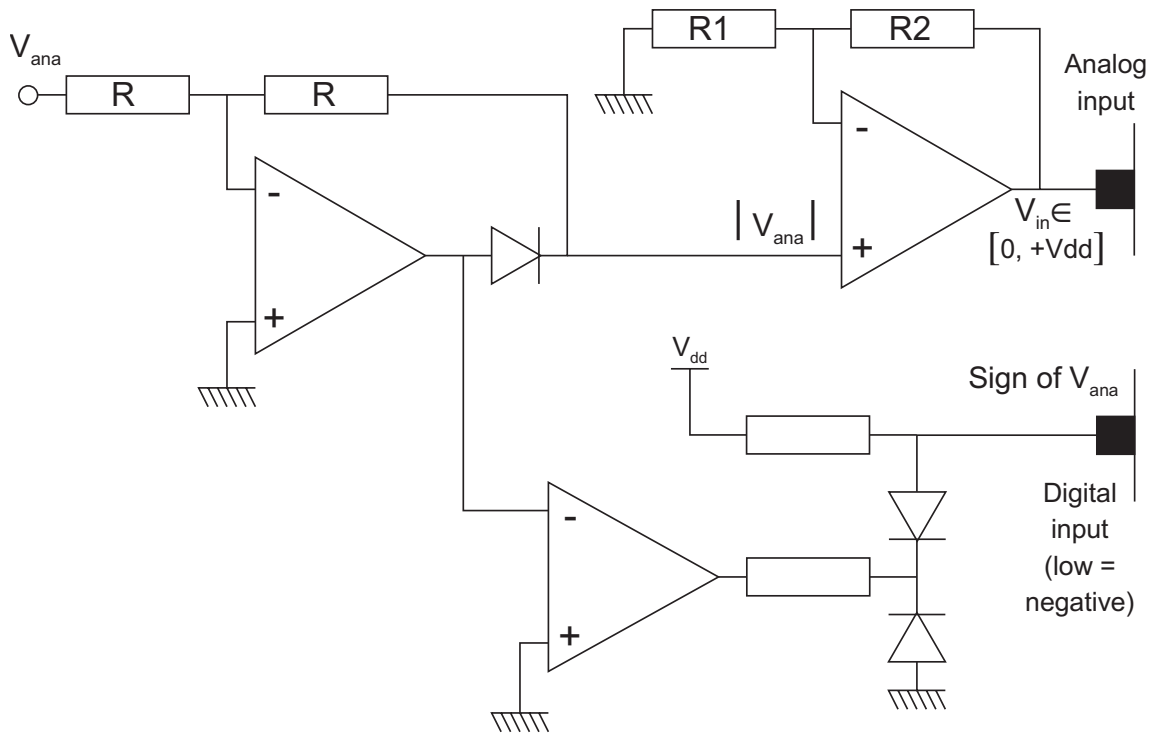 V_ana
R
R
-
+
R1
R2
-
+
|V_ana|
Analog
input
V_in ∈
[0, +Vdd]
V_dd
-
+
Sign of V_ana
Digital
input
(low =
negative)